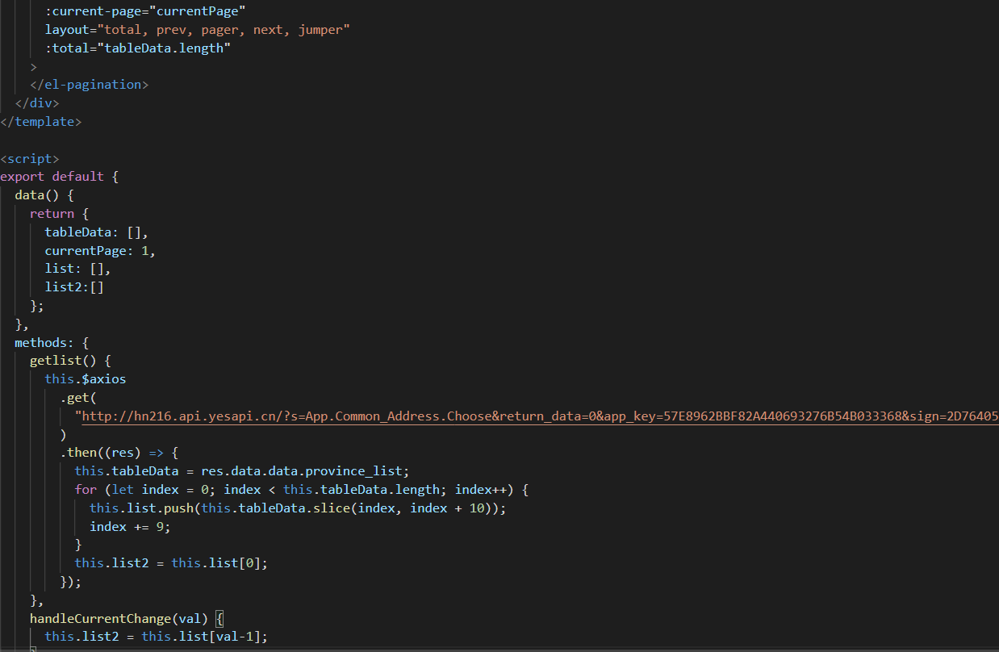 :current-page="currentPage"
layout="total, prev, pager, next, jumper"
:total="tableData.length"
>
</el-pagination>
</div>
</template>
<script>
export default {
data() {
return {
tableData: [],
currentPage: 1,
list: [],
list2:[]
};
},
methods: {
getlist() {
this.$axios
.get(
"http://hn216.api.yesapi.cn/?s=App.Common_Address.Choose&return_data=0&app_key=57E8962BBF82A440693276B54B033368&sign=2D76405
)
.then((res) => {
this.tableData = res.data.data.province_list;
for (let index = 0; index < this.tableData.length; index++) {
this.list.push(this.tableData.slice(index, index + 10));
index += 9;
}
this.list2 = this.list[0];
});
},
handleCurrentChange(val) {
this.list2 = this.list[val-1];